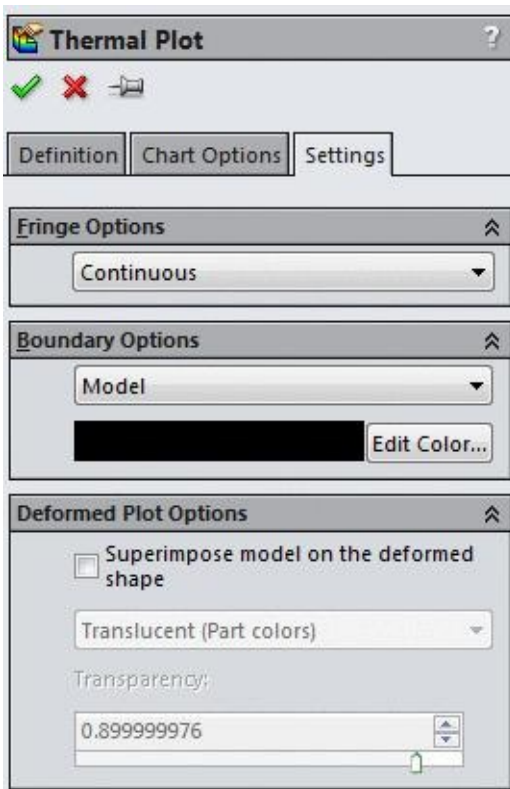 Thermal Plot ?
Definition Chart Options Settings
Fringe Options
Continuous
Boundary Options
Model
Edit Color...
Deformed Plot Options
Superimpose model on the deformed
shape
Translucent (Part colors)
Transparency:
0.899999976